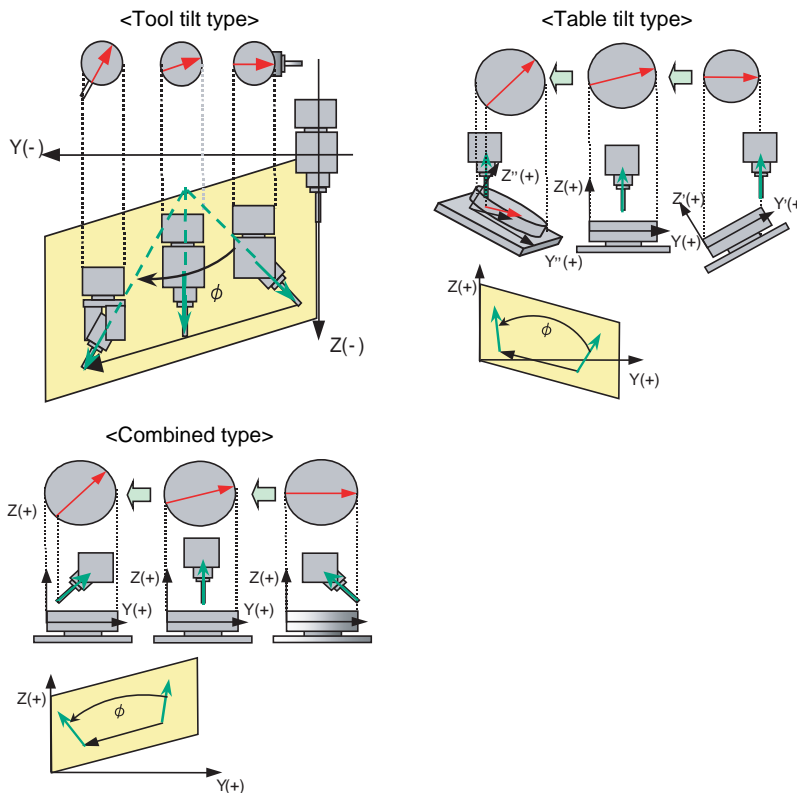 <Tool tilt type>
Y(-)
ϕ
Z(-)
<Table tilt type>
Z''(+)
Y''(+)
Z(+)
Y(+)
Z'(+)
Y'(+
Z(+)
ϕ
Y(+)
<Combined type>
Z(+)
Y(+)
Z(+)
Y(+)
Z(+)
Z(+)
ϕ
Y(+)